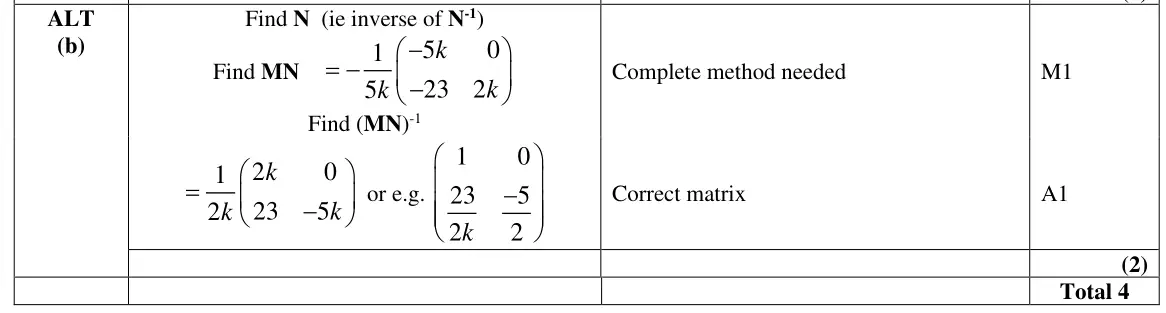 ALT
(b)
Find N (ie inverse of N⁻¹)
Find MN = − 1/(5k) ( −5k 0 ; −23 2k )
Complete method needed
M1
Find (MN)⁻¹
= 1/(2k) ( 2k 0 ; 23 −5k ) or e.g. ( 1 0 ; 23/(2k) −5/2 )
Correct matrix
A1
(2)
Total 4